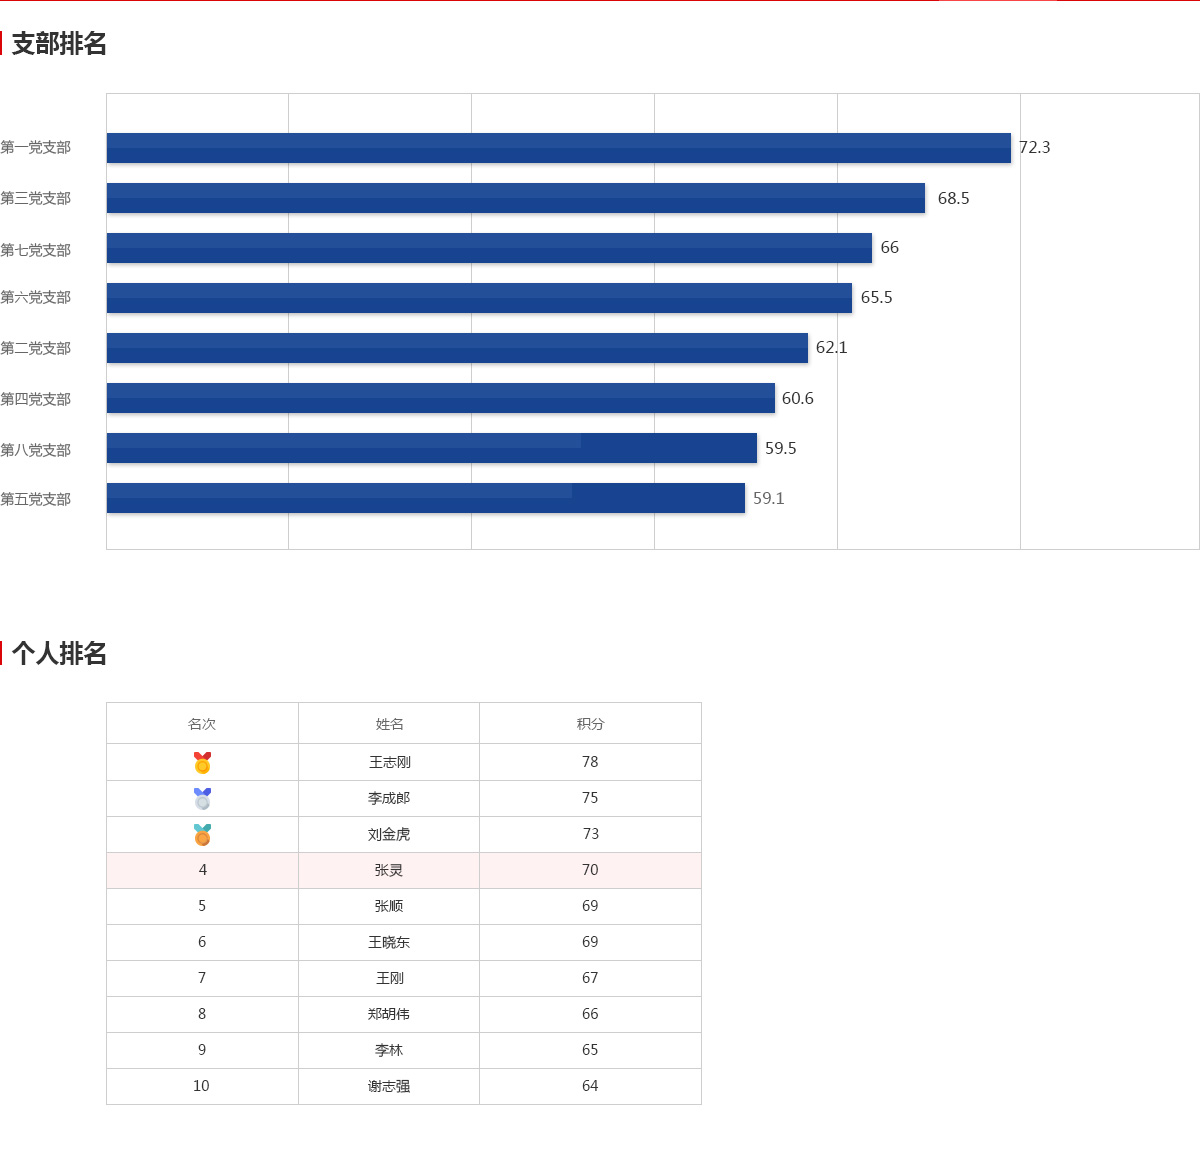 支部排名
第一党支部 72.3
第三党支部 68.5
第七党支部 66
第六党支部 65.5
第二党支部 62.1
第四党支部 60.6
第八党支部 59.5
第五党支部 59.1
个人排名
名次 姓名 积分
王志刚 78
李成郎 75
刘金虎 73
4 张灵 70
5 张顺 69
6 王晓东 69
7 王刚 67
8 郑胡伟 66
9 李林 65
10 谢志强 64